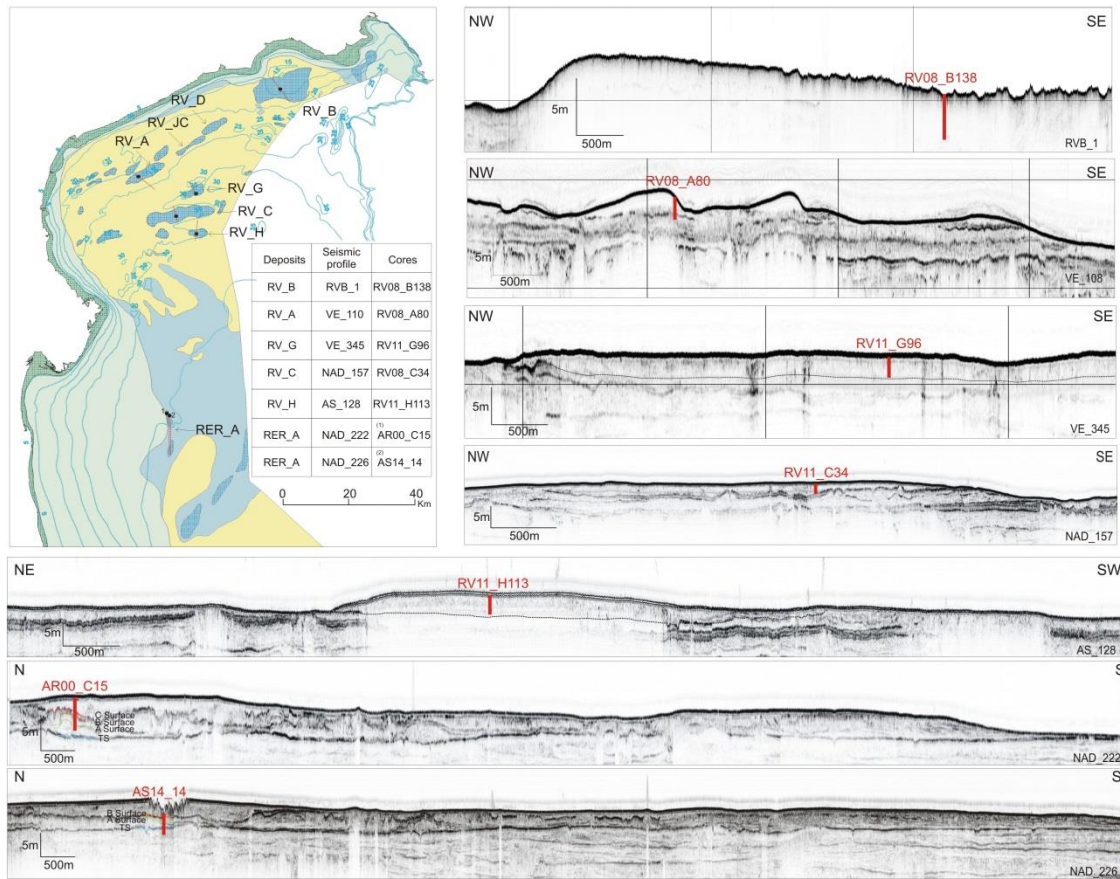 RV_D
RV_JC
RV_A
RV_B
RV_G
RV_C
RV_H
RER_A
Deposits Seismic profile Cores
RV_B RVB_1 RV08_B138
RV_A VE_110 RV08_A80
RV_G VE_345 RV11_G96
RV_C NAD_157 RV08_C34
RV_H AS_128 RV11_H113
RER_A NAD_222 (1) AR00_C15
RER_A NAD_226 (2) AS14_14
0 20 40
Km
NW SE
RV08_B138
5m
500m
RVB_1
NW SE
RV08_A80
5m
500m
VE_108
NW SE
RV11_G96
5m
500m
VE_345
NW SE
RV11_C34
5m
500m
NAD_157
NE SW
RV11_H113
5m
500m
AS_128
N S
AR00_C15
C Surface
B Surface
A Surface
TS
5m
500m
NAD_222
N S
AS14_14
B Surface
A Surface
TS
5m
500m
NAD_226